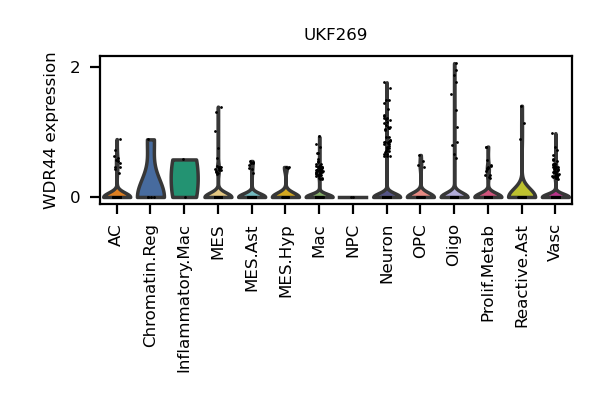 UKF269
WDR44 expression
2
0
AC
Chromatin.Reg
Inflammatory.Mac
MES
MES.Ast
MES.Hyp
Mac
NPC
Neuron
OPC
Oligo
Prolif.Metab
Reactive.Ast
Vasc